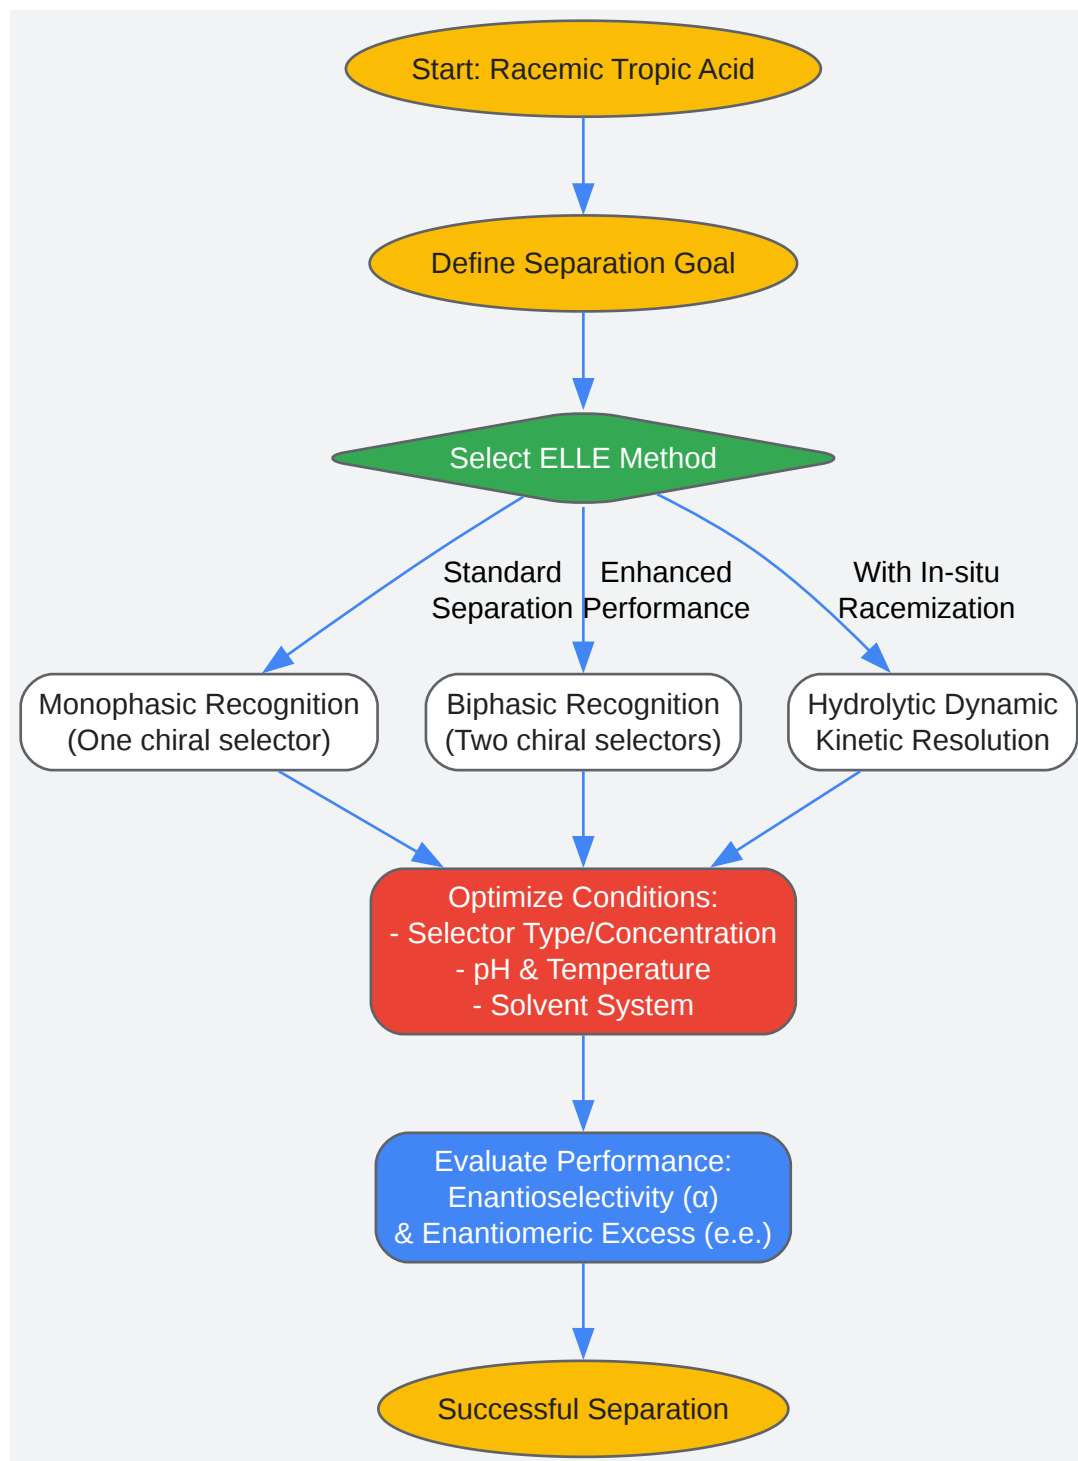 Start: Racemic Tropic Acid
Define Separation Goal
Select ELLE Method
Standard
Separation
Enhanced
Performance
With In-situ
Racemization
Monophasic Recognition
(One chiral selector)
Biphasic Recognition
(Two chiral selectors)
Hydrolytic Dynamic
Kinetic Resolution
Optimize Conditions:
- Selector Type/Concentration
- pH & Temperature
- Solvent System
Evaluate Performance:
Enantioselectivity (α)
& Enantiomeric Excess (e.e.)
Successful Separation